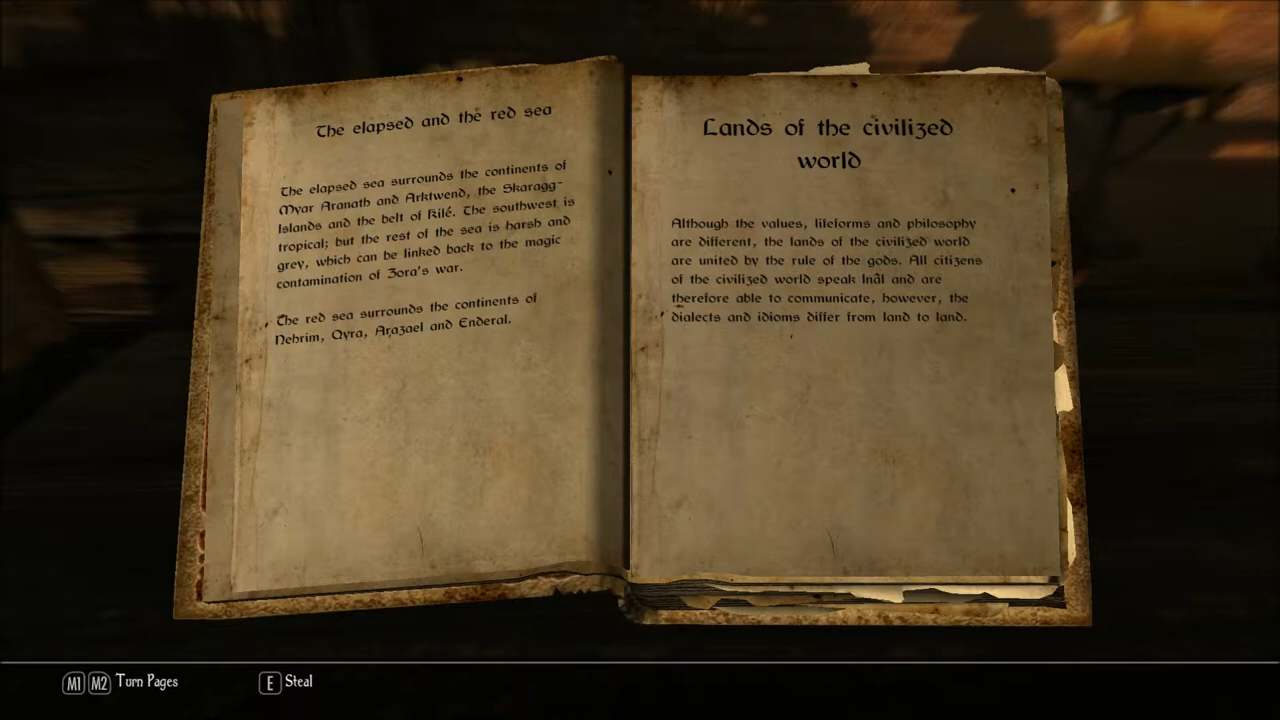 The elapsed and the red sea
The elapsed sea surrounds the continents of
Myar Aranath and Arktwend, the Skaragg-
Islands and the belt of Kilé. The southwest is
tropical; but the rest of the sea is harsh and
grey, which can be linked back to the magic
contamination of Zora's war.
The red sea surrounds the continents of
Nehrim, Qyra, Arazael and Enderal.
Lands of the civilized
world
Although the values, lifeforms and philosophy
are different, the lands of the civilized world
are united by the rule of the gods. All citizens
of the civilized world speak Inâl and are
therefore able to communicate, however, the
dialects and idioms differ from land to land.
M1 M2 Turn Pages
E Steal